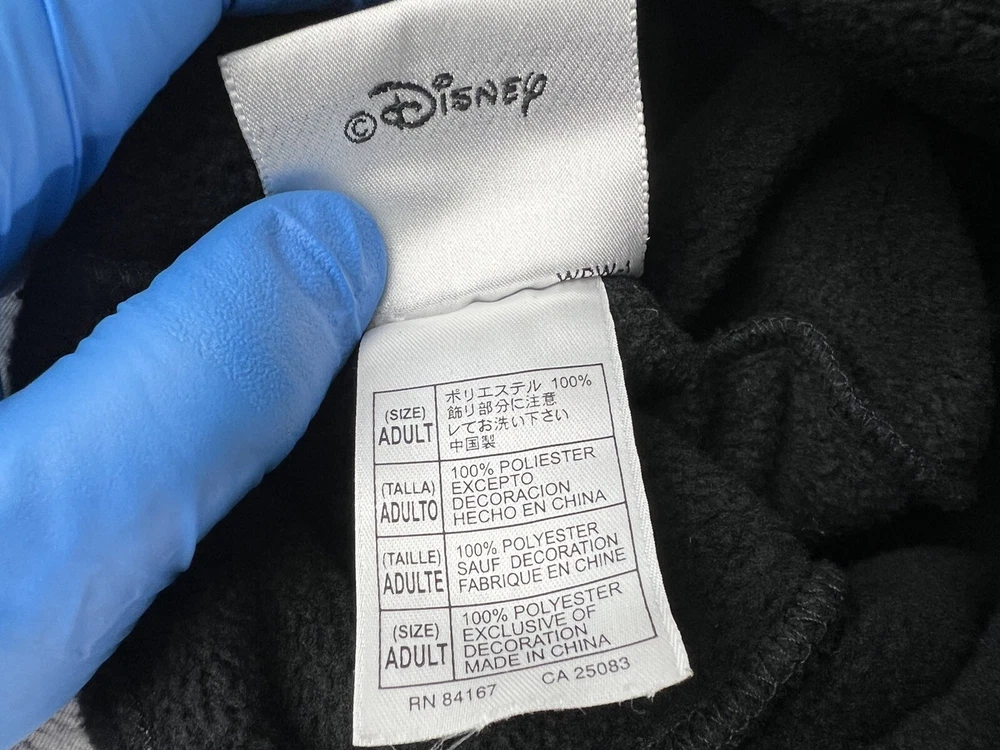 © Disney
(SIZE)
ADULT
ポリエステル 100%
飾り部分に注意
してお洗い下さい
中国製
(TALLA)
ADULTO
100% POLIESTER
EXCEPTO
DECORACION
HECHO EN CHINA
(TAILLE)
ADULTE
100% POLYESTER
SAUF DECORATION
FABRIQUE EN CHINE
(SIZE)
ADULT
100% POLYESTER
EXCLUSIVE OF
DECORATION
MADE IN CHINA
RN 84167 CA 25083